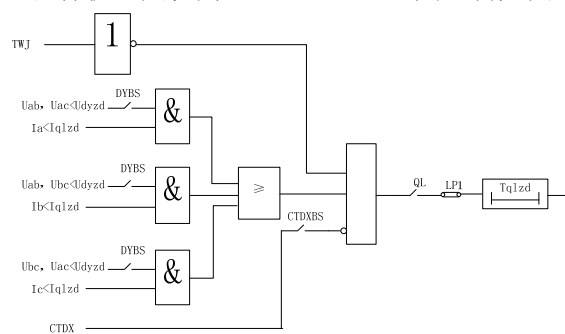 TWJ
1
DYBS
Uab, Uac<Udyzd
&
Ia<Iqlzd
DYBS
Uab, Ubc<Udyzd
&
Ib<Iqlzd
≥
QL
LP1
Tqlzd
CTDXBS
DYBS
Ubc, Uac<Udyzd
&
Ic<Iqlzd
CTDX